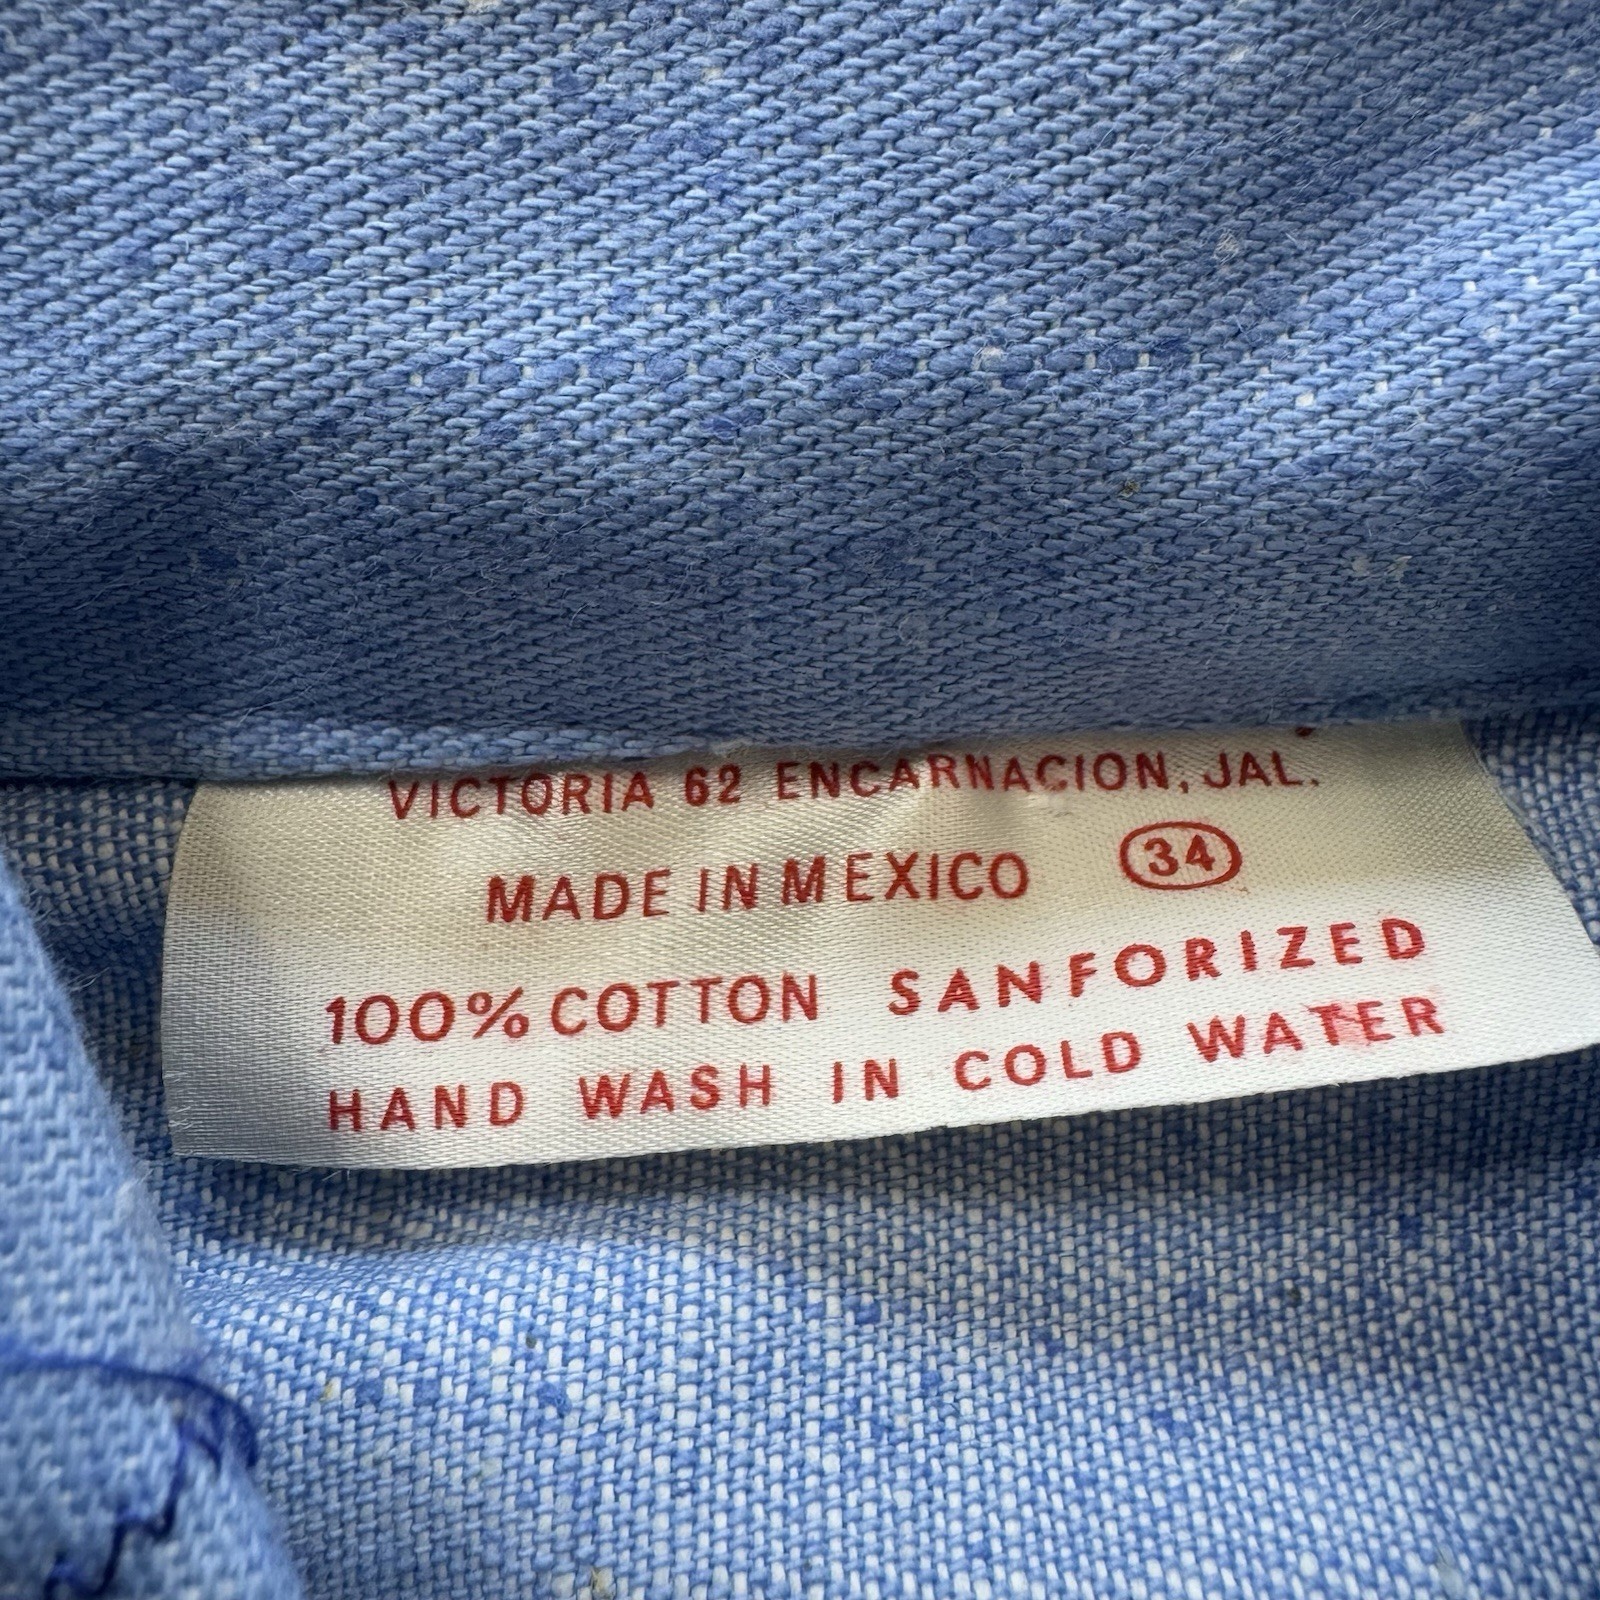 VICTORIA 62 ENCARNACION, JAL.
MADE IN MEXICO 34
100% COTTON SANFORIZED
HAND WASH IN COLD WATER